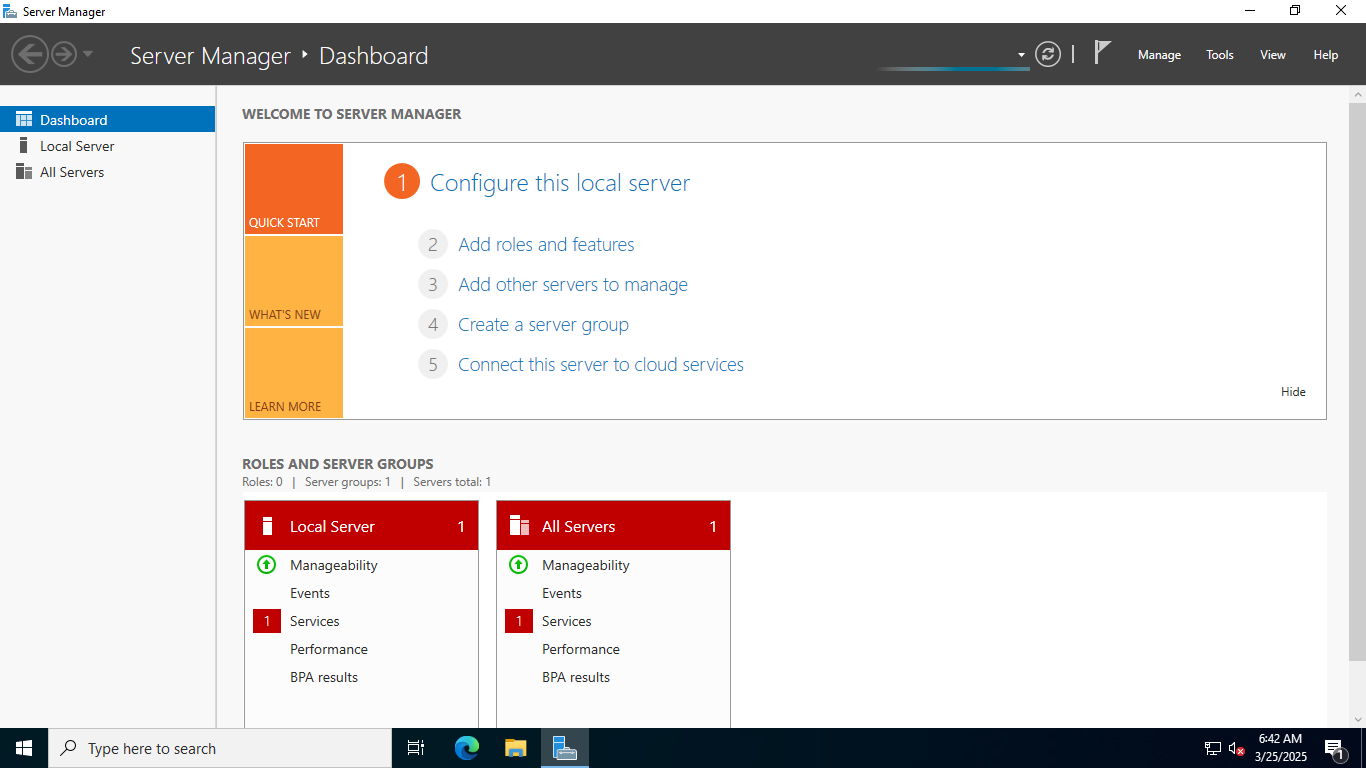 Server Manager
Server Manager ‣ Dashboard
Manage Tools View Help
Dashboard
Local Server
All Servers
WELCOME TO SERVER MANAGER
QUICK START
WHAT'S NEW
LEARN MORE
1 Configure this local server
2 Add roles and features
3 Add other servers to manage
4 Create a server group
5 Connect this server to cloud services
Hide
ROLES AND SERVER GROUPS
Roles: 0 | Server groups: 1 | Servers total: 1
Local Server 1
Manageability
Events
1 Services
Performance
BPA results
All Servers 1
Manageability
Events
1 Services
Performance
BPA results
Type here to search
6:42 AM
3/25/2025
1